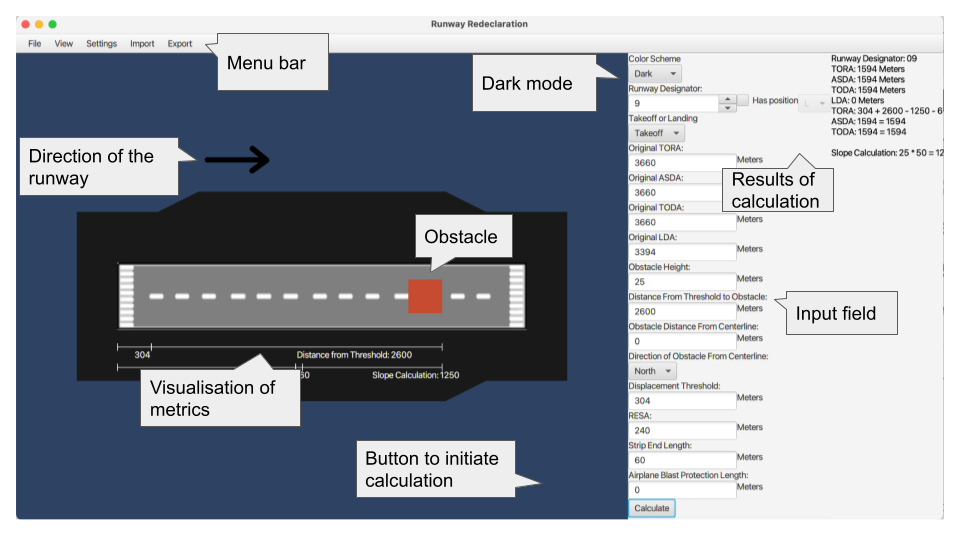 Runway Redeclaration
File View Settings Import Export
Menu bar
Dark mode
Direction of the
runway
Obstacle
304
Distance from Threshold: 2600
60 Slope Calculation: 1250
Visualisation of
metrics
Button to initiate
calculation
Color Scheme
Dark
Runway Designator:
9 Has position L
Takeoff or Landing
Takeoff
Original TORA:
3660 Meters
Original ASDA:
3660
Original TODA:
3660 Meters
Original LDA:
3394 Meters
Obstacle Height:
25 Meters
Distance From Threshold to Obstacle:
2600 Meters
Obstacle Distance From Centerline:
0 Meters
Direction of Obstacle From Centerline:
North
Displacement Threshold:
304 Meters
RESA:
240 Meters
Strip End Length:
60 Meters
Airplane Blast Protection Length:
0 Meters
Calculate
Runway Designator: 09
TORA: 1594 Meters
ASDA: 1594 Meters
TODA: 1594 Meters
LDA: 0 Meters
TORA: 304 + 2600 - 1250 - 6
ASDA: 1594 = 1594
TODA: 1594 = 1594
Slope Calculation: 25 * 50 = 12
Results of
calculation
Input field